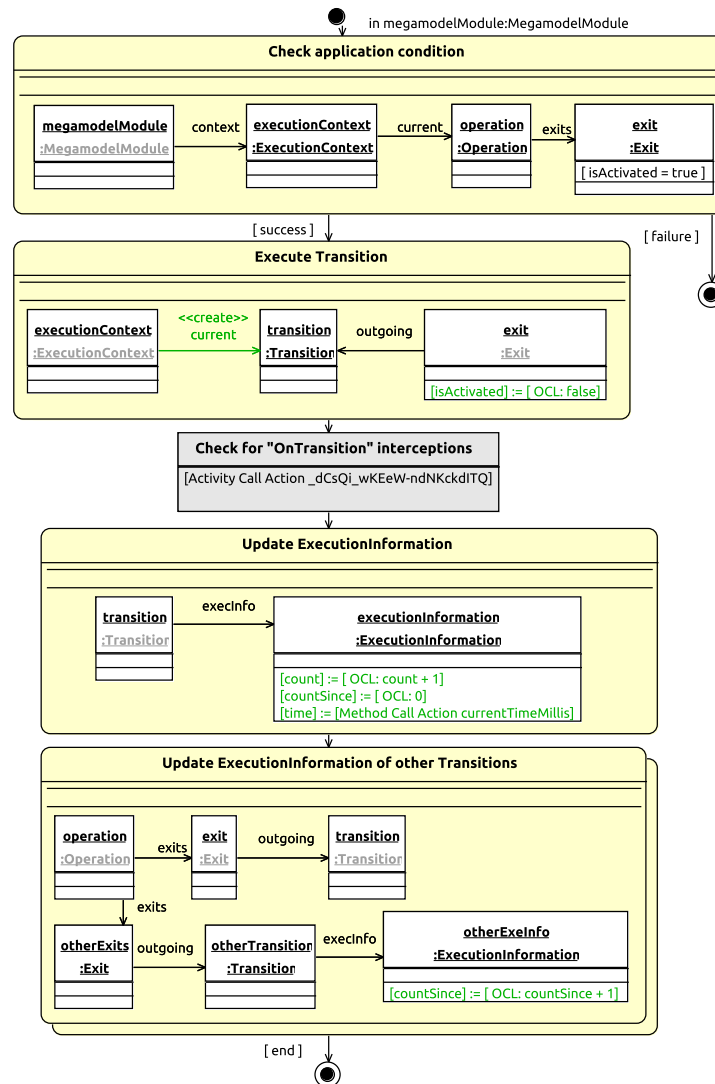 in megamodelModule:MegamodelModule
Check application condition
megamodelModule
:MegamodelModule
context
executionContext
:ExecutionContext
current
operation
:Operation
exits
exit
:Exit
[ isActivated = true ]
[ success ]
[ failure ]
Execute Transition
executionContext
:ExecutionContext
<<create>>
current
transition
:Transition
outgoing
exit
:Exit
[isActivated] := [ OCL: false]
Check for "OnTransition" interceptions
[Activity Call Action _dCsQi_wKEeW-ndNKckdITQ]
Update ExecutionInformation
transition
:Transition
execInfo
executionInformation
:ExecutionInformation
[count] := [ OCL: count + 1]
[countSince] := [ OCL: 0]
[time] := [Method Call Action currentTimeMillis]
Update ExecutionInformation of other Transitions
operation
:Operation
exits
exit
:Exit
outgoing
transition
:Transition
exits
otherExits
:Exit
outgoing
otherTransition
:Transition
execInfo
otherExeInfo
:ExecutionInformation
[countSince] := [ OCL: countSince + 1]
[ end ]